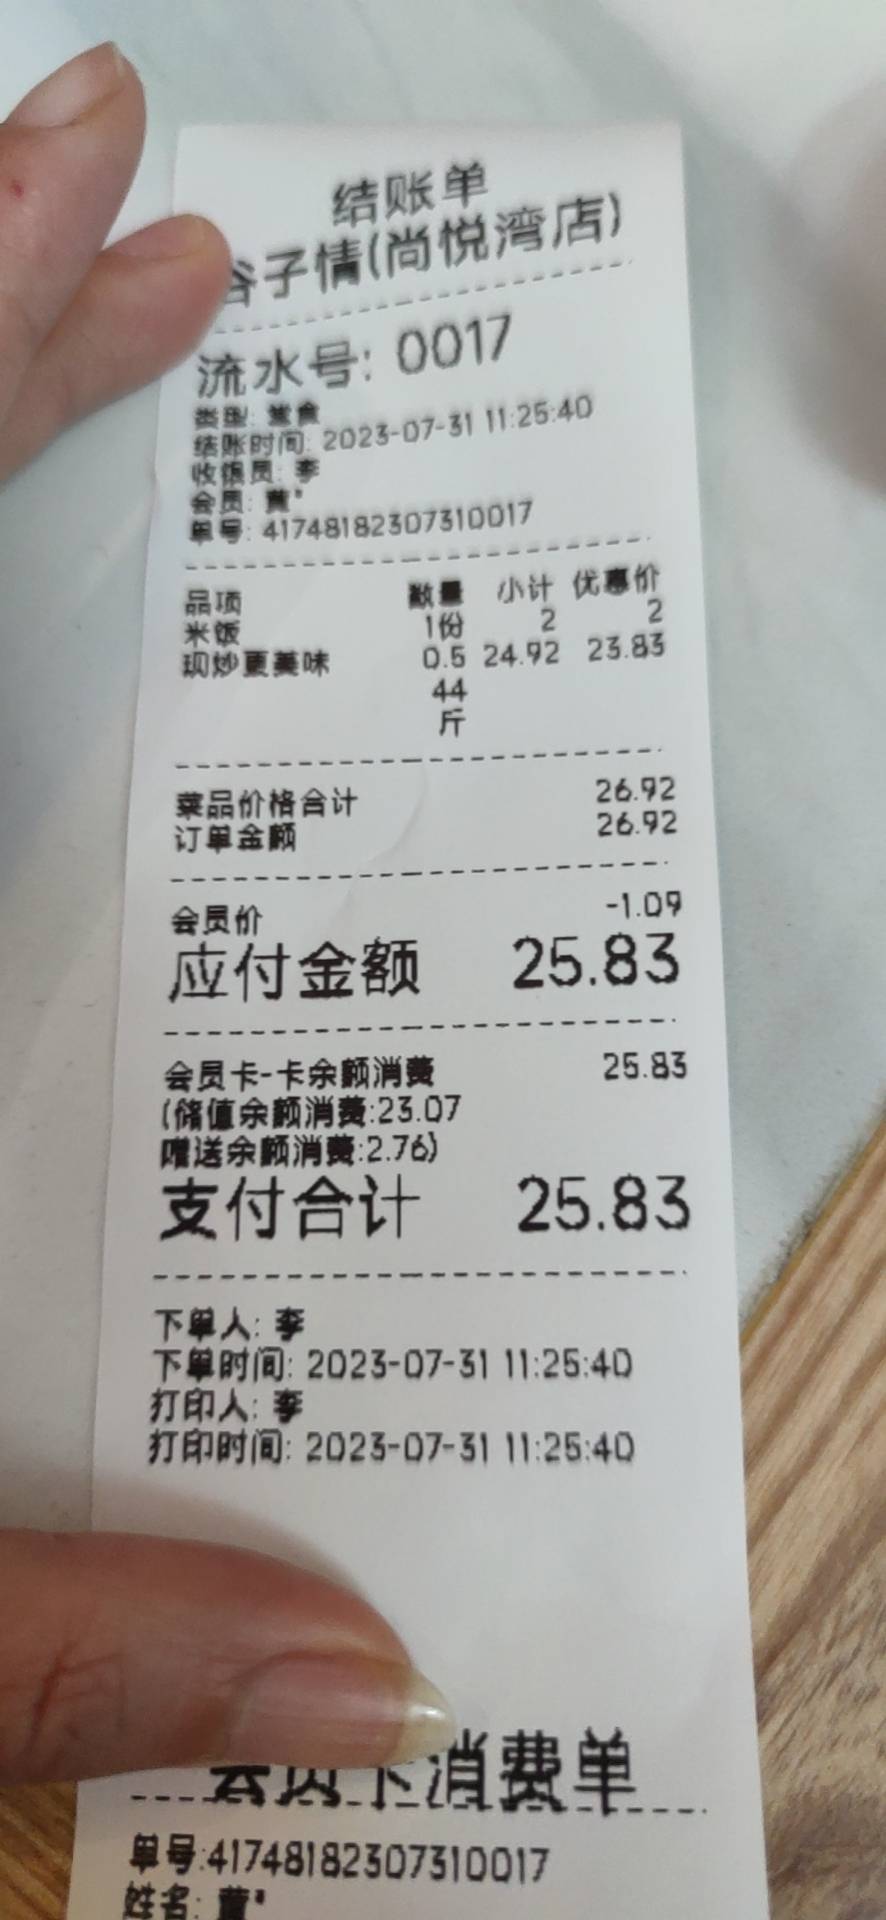 结账单
谷子情(尚悦湾店)
流水号: 0017
类型: 堂食
结账时间: 2023-07-31 11:25:40
收银员: 李
会员: 黄*
单号: 41748182307310017
品项 数量 小计 优惠价
米饭 1份 2 2
现炒更美味 0.5 24.92 23.83
44
斤
菜品价格合计 26.92
订单金额 26.92
会员价 -1.09
应付金额 25.83
会员卡-卡余额消费 25.83
(储值余额消费:23.07
赠送余额消费:2.76)
支付合计 25.83
下单人: 李
下单时间: 2023-07-31 11:25:40
打印人: 李
打印时间: 2023-07-31 11:25:40
会员卡消费单
单号:41748182307310017
姓名: 黄*